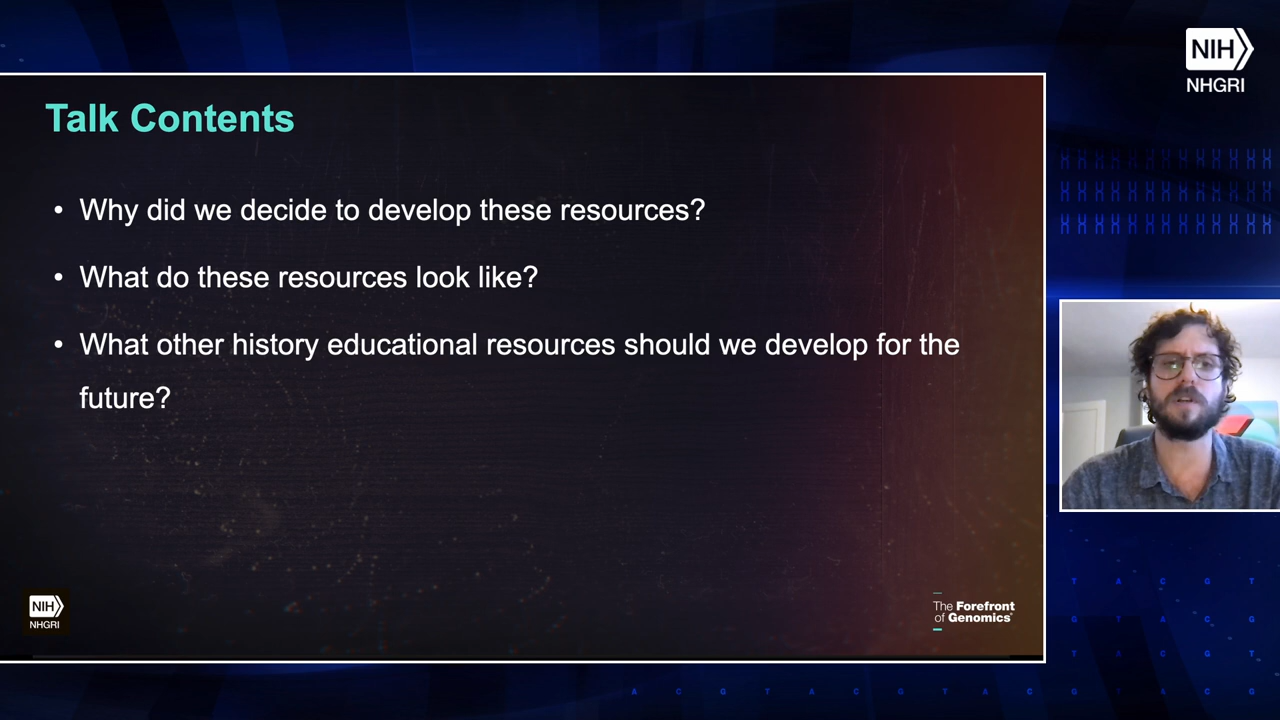 NIH
NHGRI
Talk Contents
• Why did we decide to develop these resources?
• What do these resources look like?
• What other history educational resources should we develop for the
future?
NIH
NHGRI
The Forefront
of Genomics®
T A C G T
G T A C G
T A C G T
A C G T A C G T A C G T A C G